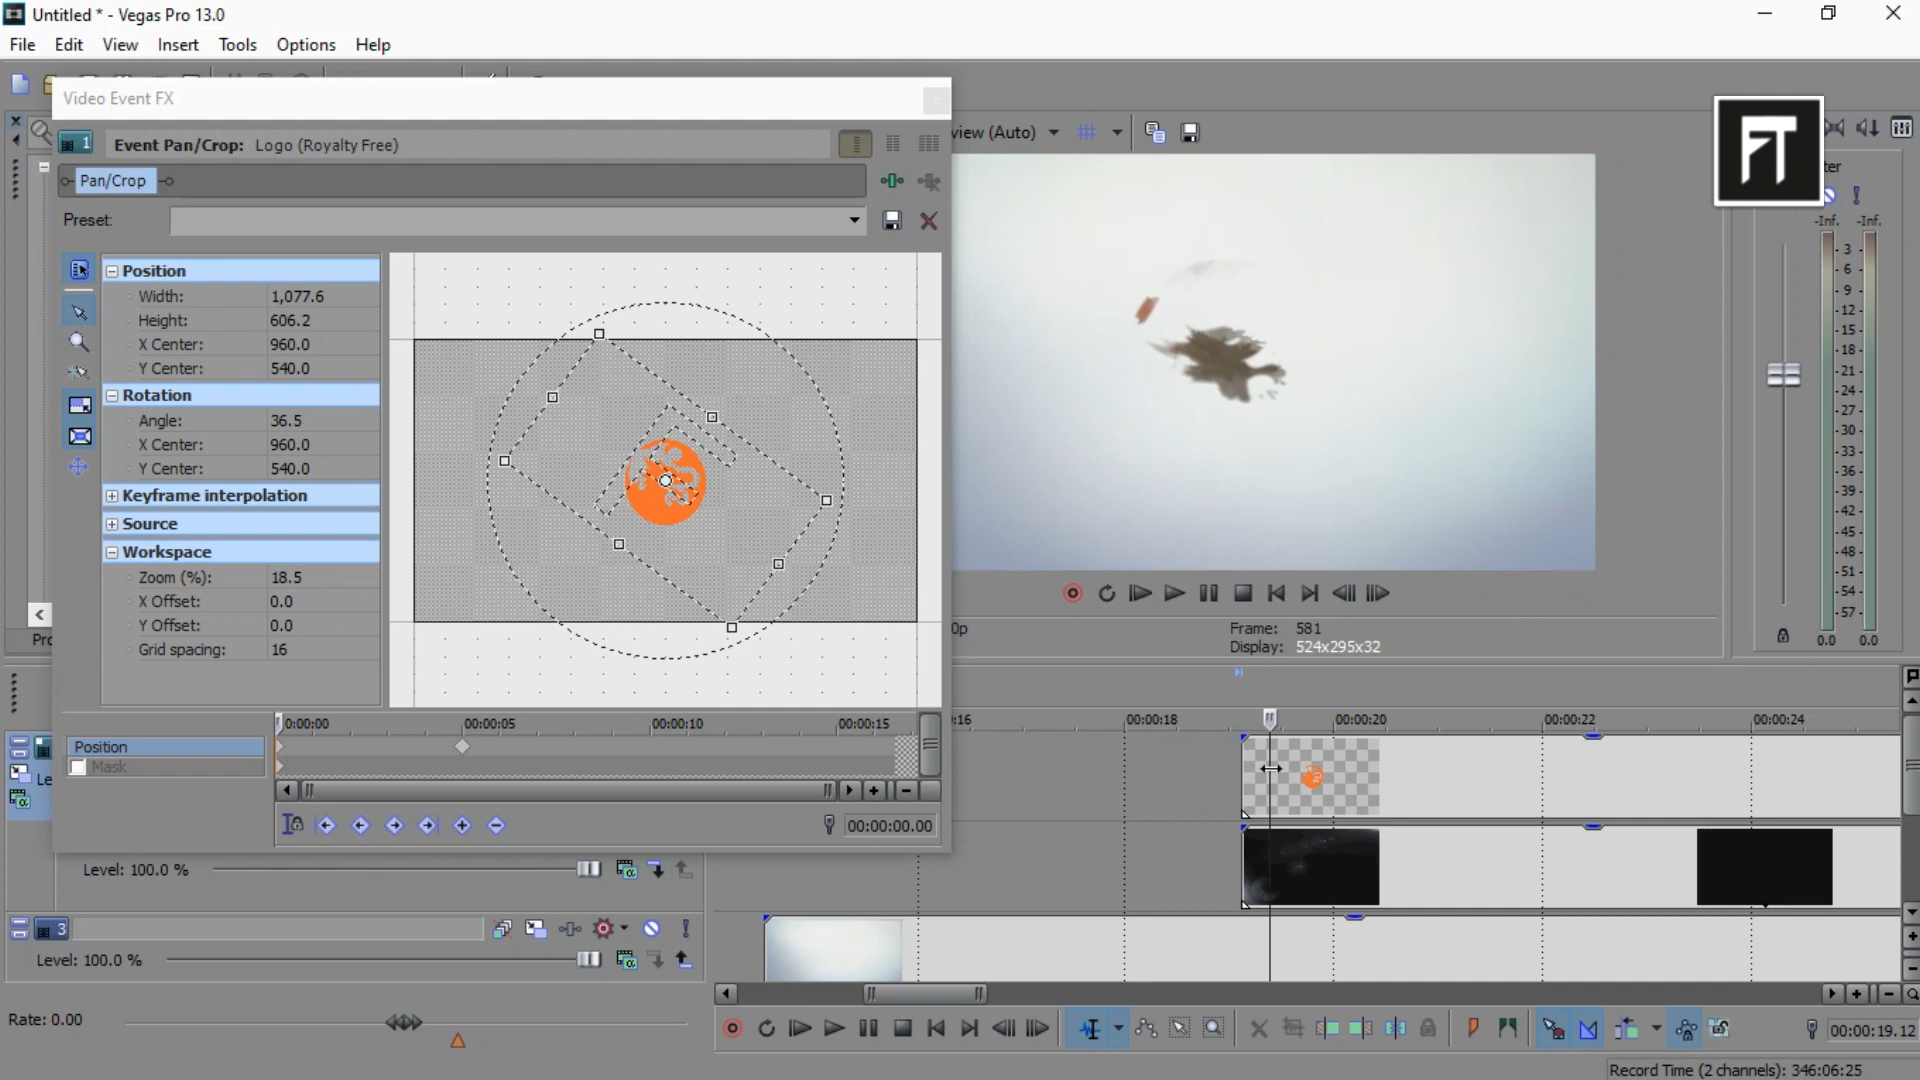 Untitled * - Vegas Pro 13.0
File Edit View Insert Tools Options Help
Video Event FX
1 Event Pan/Crop: Logo (Royalty Free)
Pan/Crop
Preset:
Position
Width: 1,077.6
Height: 606.2
X Center: 960.0
Y Center: 540.0
Rotation
Angle: 36.5
X Center: 960.0
Y Center: 540.0
Keyframe interpolation
Source
Workspace
Zoom (%): 18.5
X Offset: 0.0
Y Offset: 0.0
Grid spacing: 16
0:00:00 00:00:05 00:00:10 00:00:15
Position
Mask
00:00:00.00
view (Auto)
FT
ter
-Inf. -Inf.
3
6
9
12
15
18
21
24
27
30
33
36
39
42
45
48
51
54
57
0.0 0.0
0p
Frame: 581
Display: 524x295x32
Pro
:16 00:00:18 00:00:20 00:00:22 00:00:24
Le
Level: 100.0 %
3
Level: 100.0 %
Rate: 0.00
00:00:19.12
Record Time (2 channels): 346:06:25